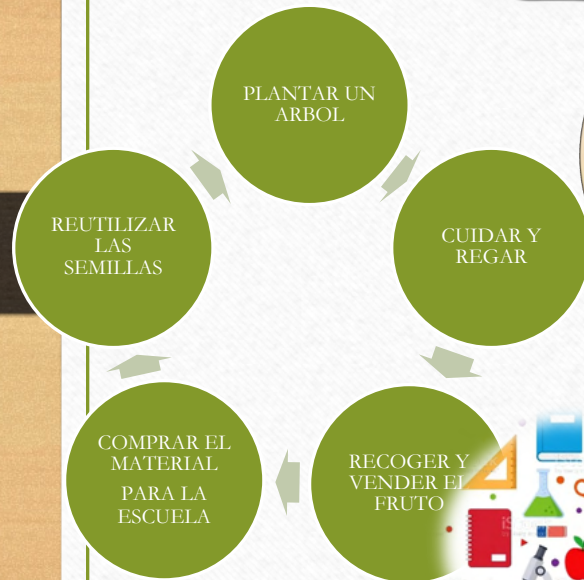 PLANTAR UN
ARBOL
CUIDAR Y
REGAR
RECOGER Y
VENDER EL
FRUTO
COMPRAR EL
MATERIAL
PARA LA
ESCUELA
REUTILIZAR
LAS
SEMILLAS